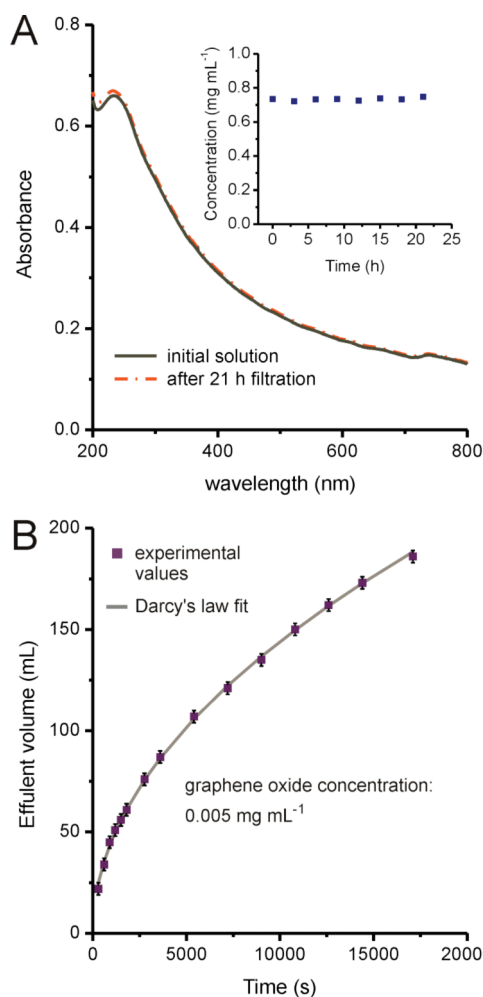 A
Absorbance
0.8
0.6
0.4
0.2
0.0
200
400
600
800
wavelength (nm)
initial solution
after 21 h filtration
Concentration (mg mL⁻¹)
1.0
0.8
0.6
0.4
0.2
0.0
0
5
10
15
20
25
Time (h)
B
Effulent volume (mL)
200
150
100
50
0
0
5000
10000
15000
2000
Time (s)
experimental
values
Darcy's law fit
graphene oxide concentration:
0.005 mg mL⁻¹